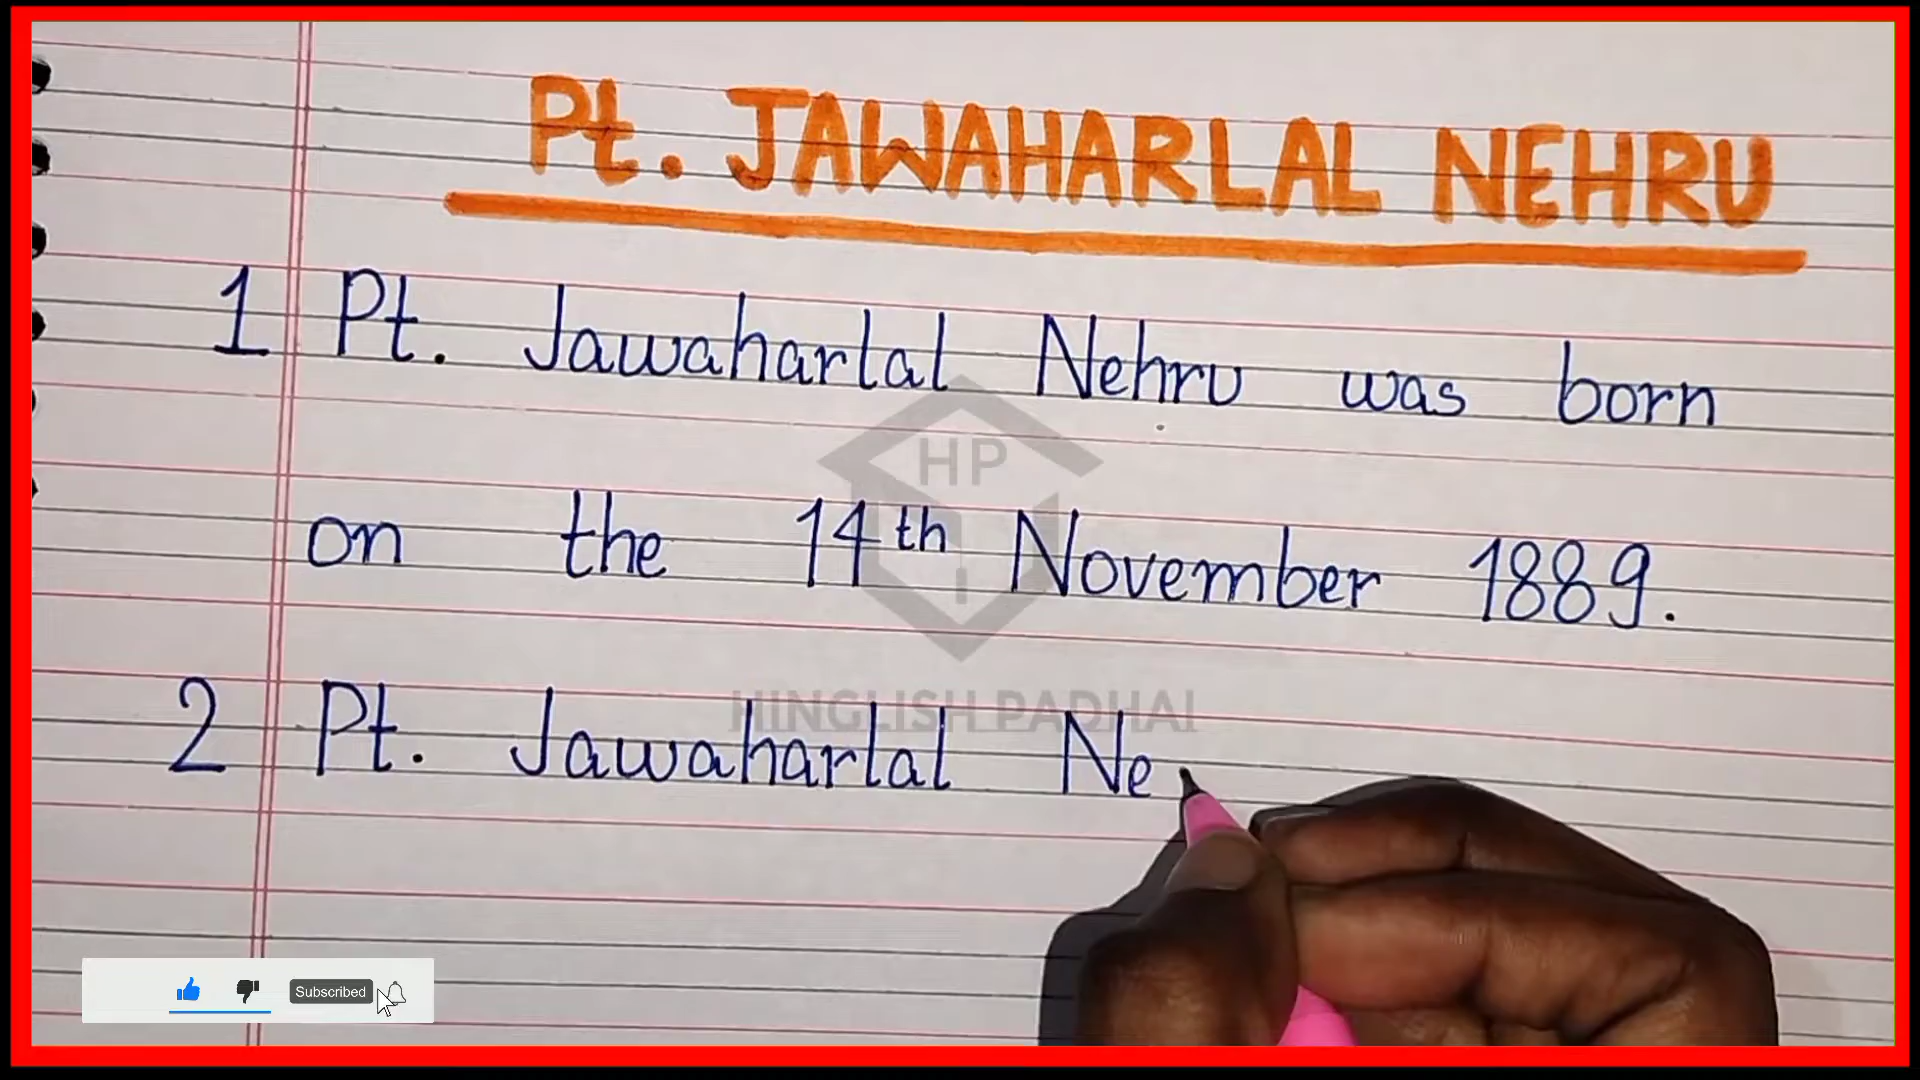 Pt. JAWAHARLAL NEHRU
1 Pt. Jawaharlal Nehru was born
on the 14th November 1889.
HP
I
HINGLISH PADHAI
2 Pt. Jawaharlal Ne
Subscribed